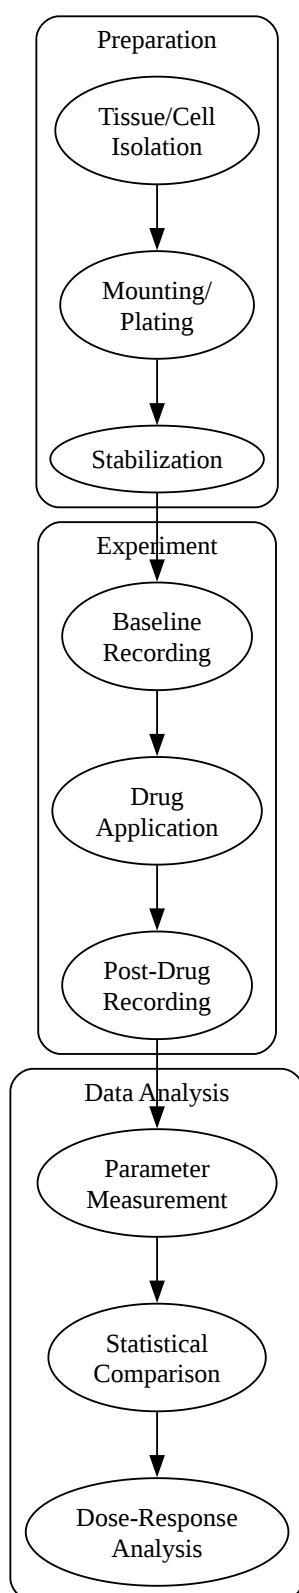 Preparation
Tissue/Cell
Isolation
Mounting/
Plating
Stabilization
Experiment
Baseline
Recording
Drug
Application
Post-Drug
Recording
Data Analysis
Parameter
Measurement
Statistical
Comparison
Dose-Response
Analysis